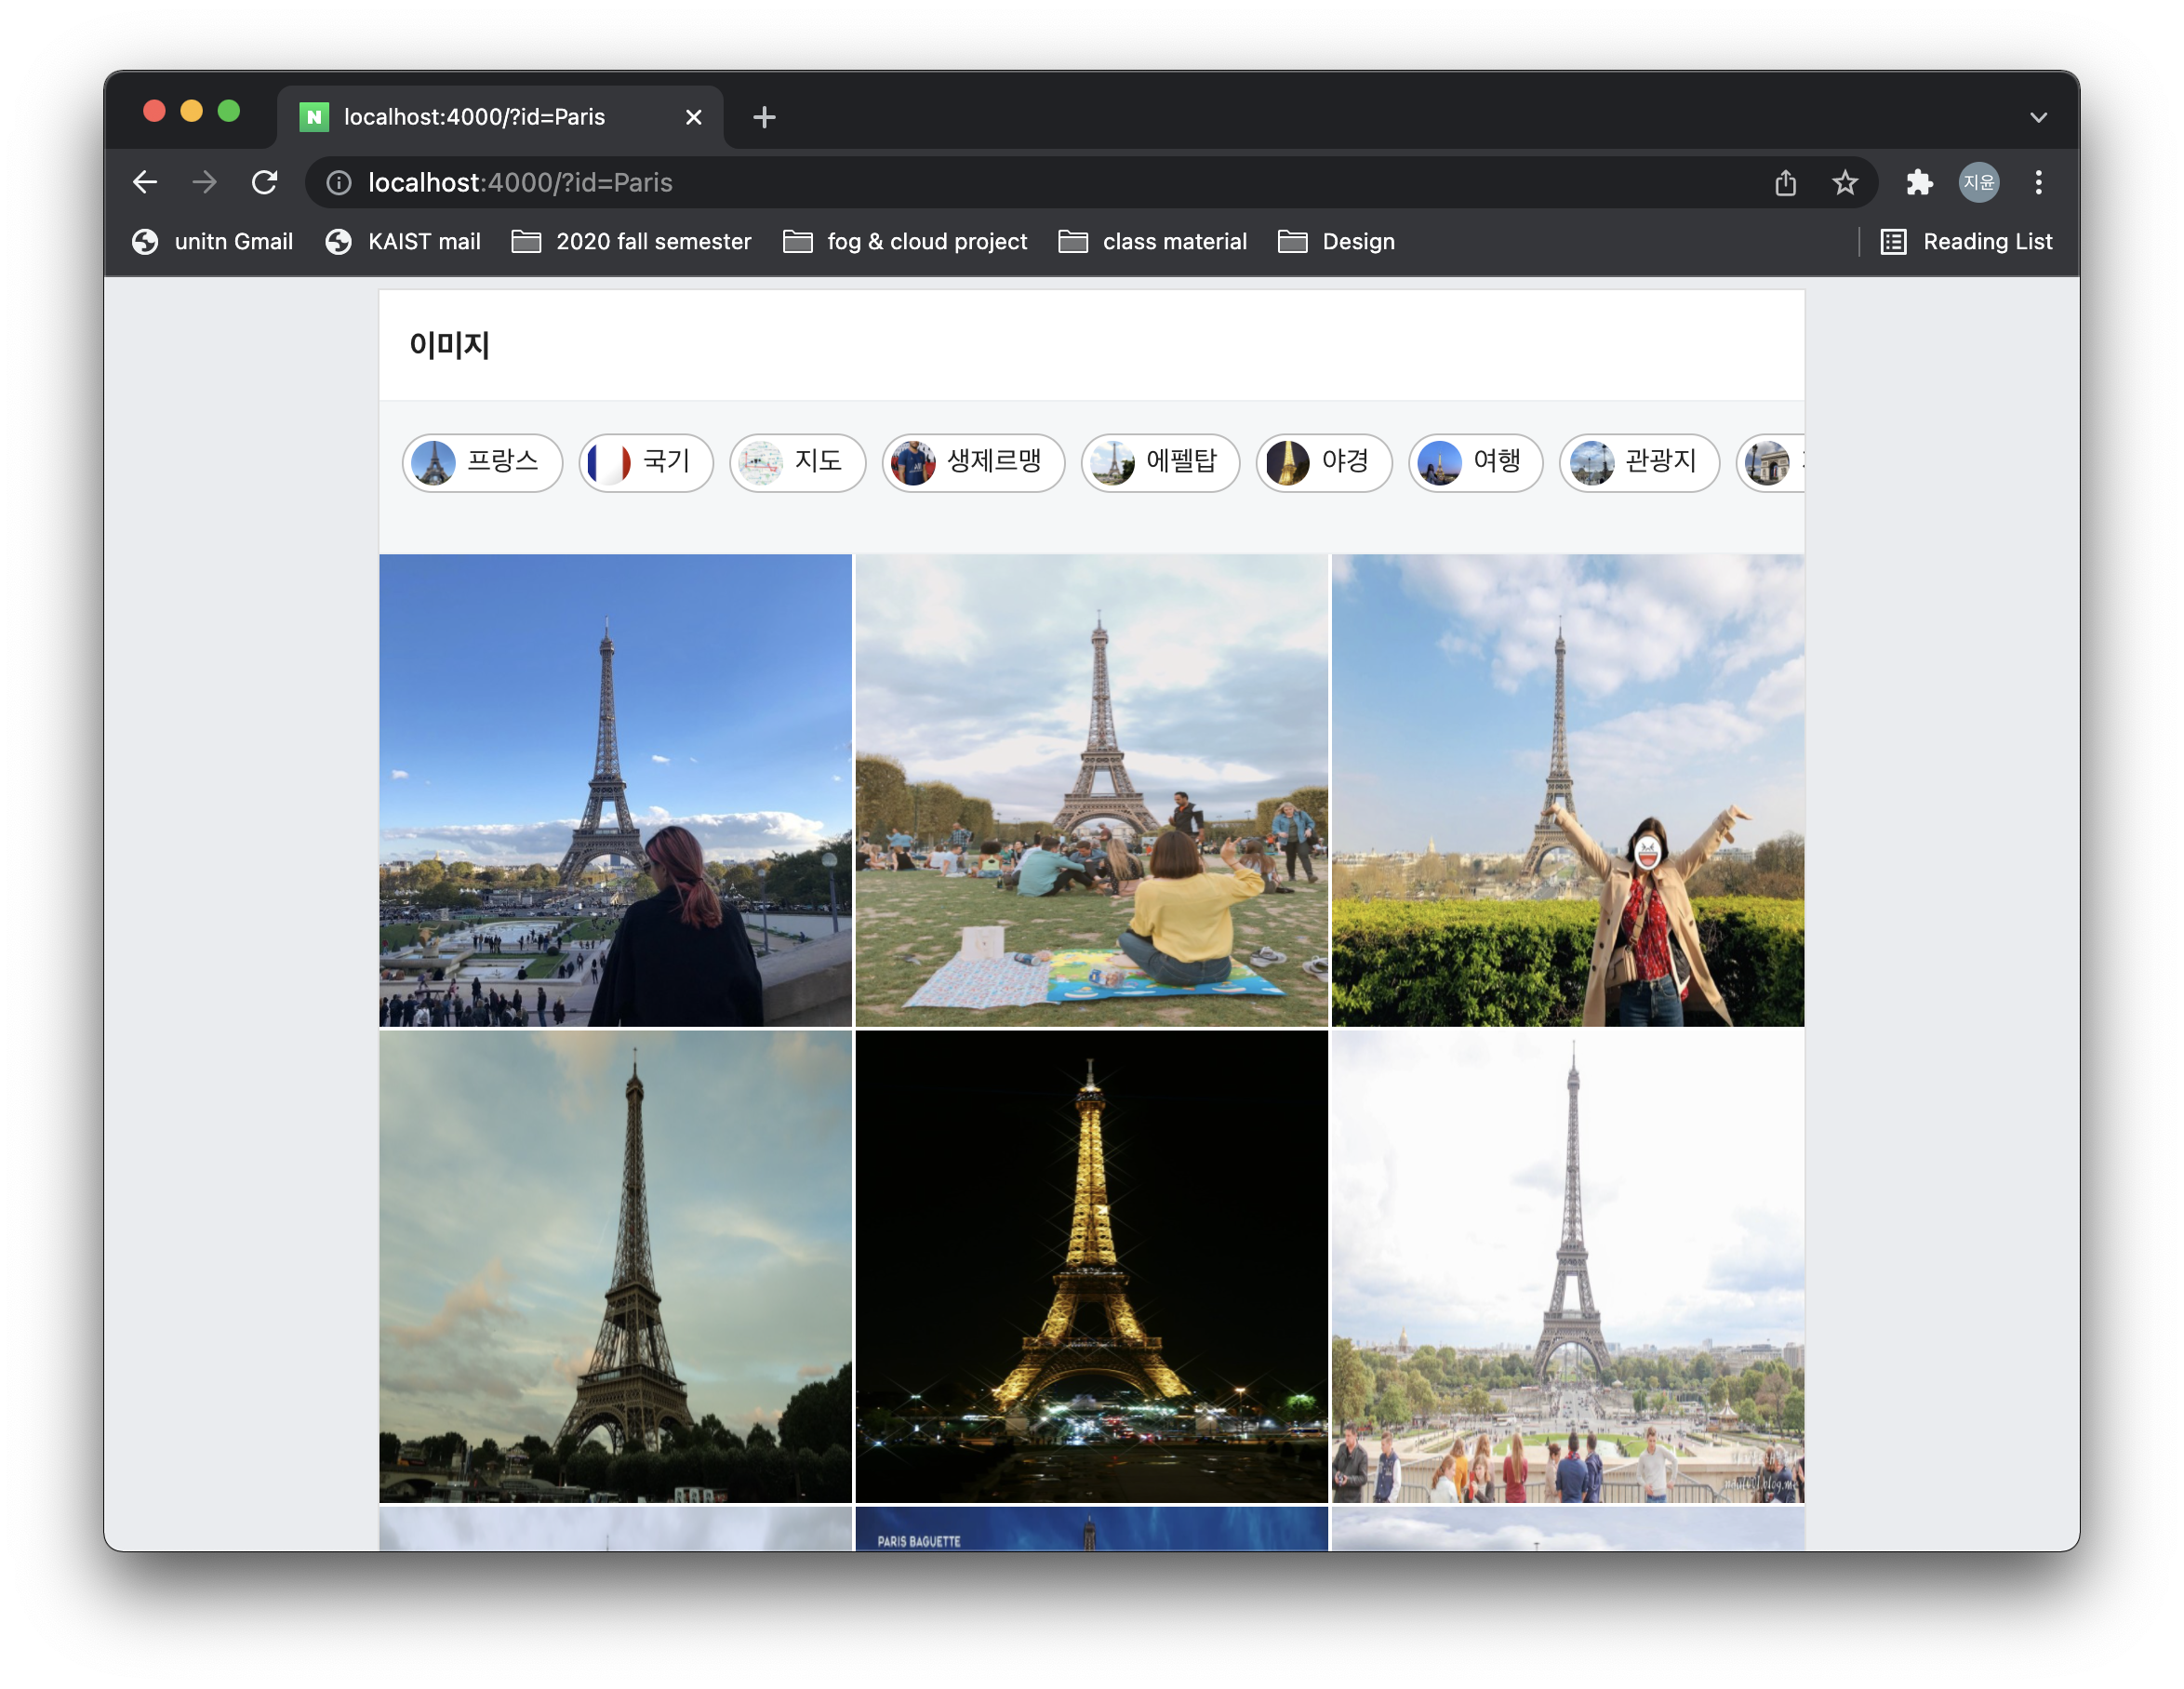 N localhost:4000/?id=Paris
localhost:4000/?id=Paris
지윤
unitn Gmail KAIST mail 2020 fall semester fog & cloud project class material Design Reading List
이미지
프랑스 국기 지도 생제르맹 에펠탑 야경 여행 관광지
PARIS BAGUETTE